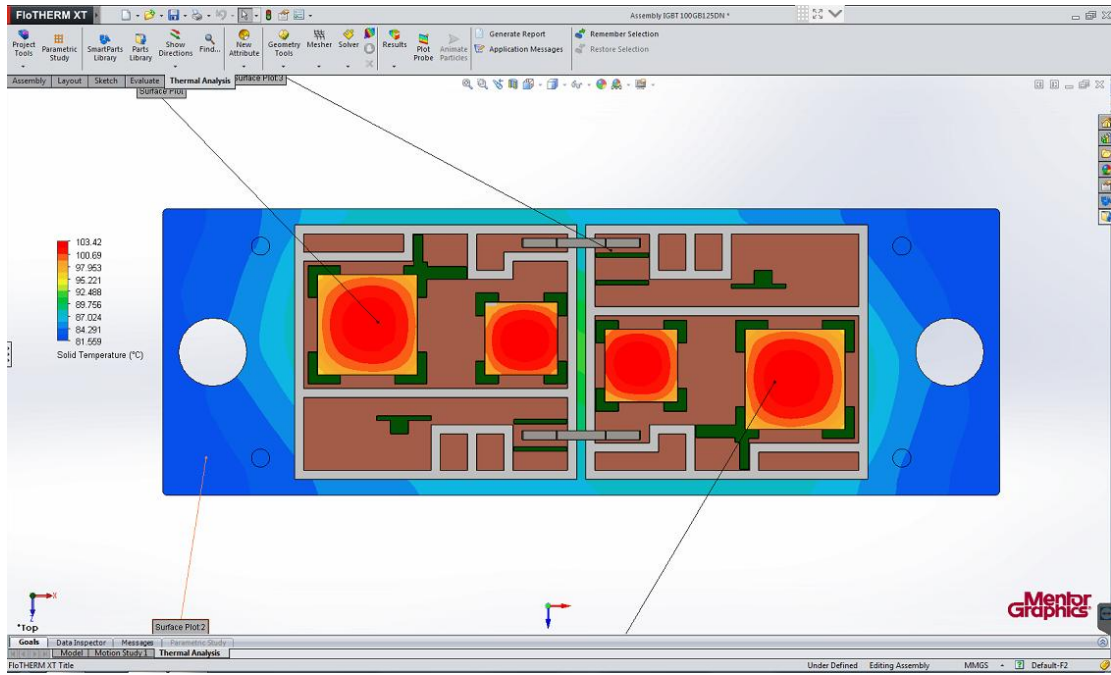 FloTHERM XT
Assembly IGBT 100GB125DN *
Project Tools
Parametric Study
SmartParts Library
Parts Library
Show Directions
Find...
New Attribute
Geometry Tools
Mesher
Solver
Results
Plot Probe
Animate Particles
Generate Report
Application Messages
Remember Selection
Restore Selection
Assembly
Layout
Sketch
Evaluate
Thermal Analysis
Surface Plot:3
Surface Plot
103.42
100.69
97.953
95.221
92.488
89.756
87.024
84.291
81.559
Solid Temperature (°C)
X
Z
*Top
Surface Plot:2
Mentor
Graphics
Goals
Data Inspector
Messages
Parametric Study
Model
Motion Study 1
Thermal Analysis
FloTHERM XT Title
Under Defined
Editing Assembly
MMGS
Default-F2